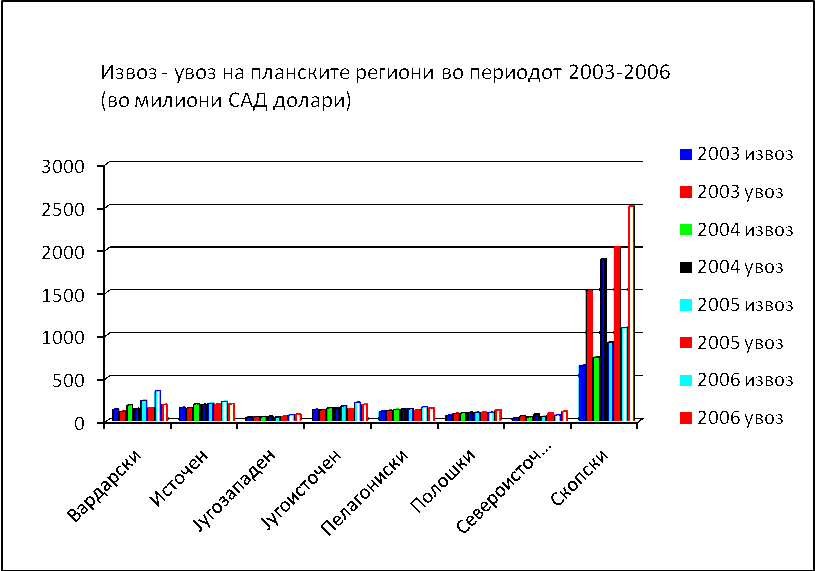 Извоз - увоз на планските региони во периодот 2003-2006
(во милиони САД долари)
3000
2500
2000
1500
1000
500
0
Вардарски
Источен
Југозападен
Југоисточен
Пелагониски
Полошки
Североисточ...
Скопски
2003 извоз
2003 увоз
2004 извоз
2004 увоз
2005 извоз
2005 увоз
2006 извоз
2006 увоз